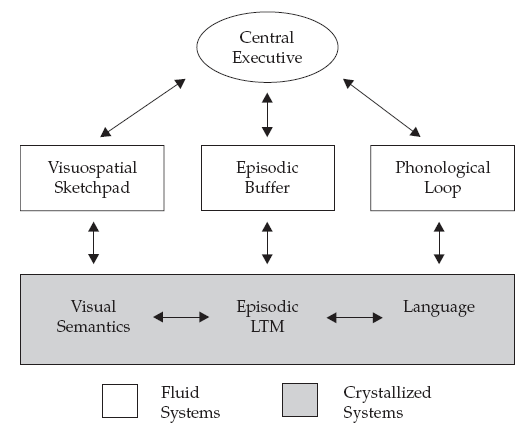 Central
Executive
Visuospatial
Sketchpad
Episodic
Buffer
Phonological
Loop
Visual
Semantics
Episodic
LTM
Language
Fluid
Systems
Crystallized
Systems